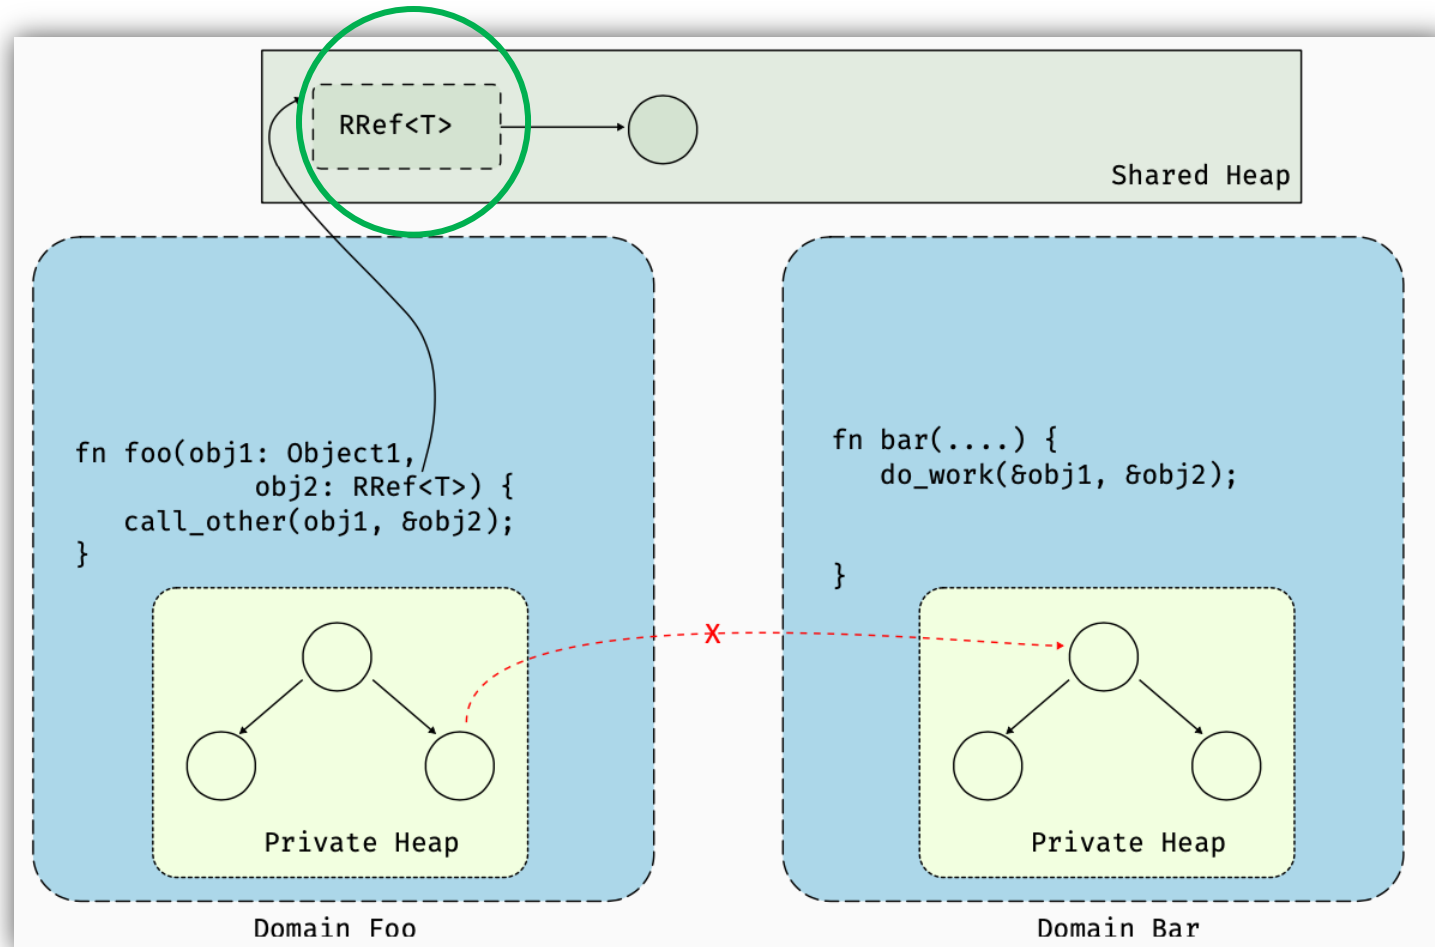 RRef<T>
Shared Heap
fn foo(obj1: Object1,
obj2: RRef<T>) {
call_other(obj1, &obj2);
}
fn bar(....) {
do_work(&obj1, &obj2);
}
X
Private Heap
Private Heap
Domain Foo
Domain Bar